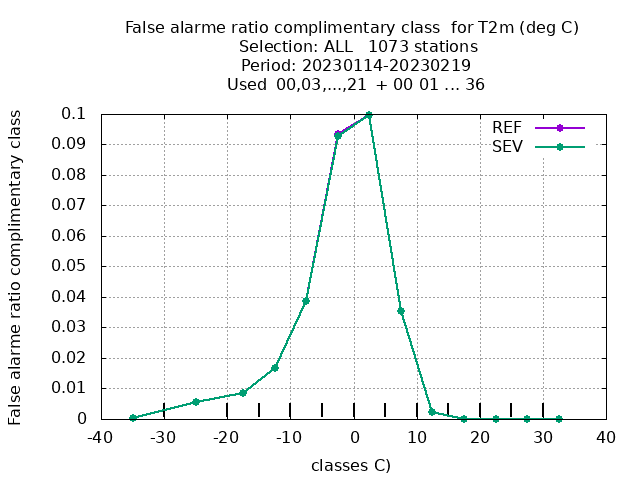 False alarme ratio complimentary class  for T2m (deg C)
Selection: ALL   1073 stations
Period: 20230114-20230219
Used  00,03,...,21  + 00 01 ... 36
False alarme ratio complimentary class
0.1
0.09
0.08
0.07
0.06
0.05
0.04
0.03
0.02
0.01
0
REF
SEV
-40 -30 -20 -10 0 10 20 30 40
classes C)